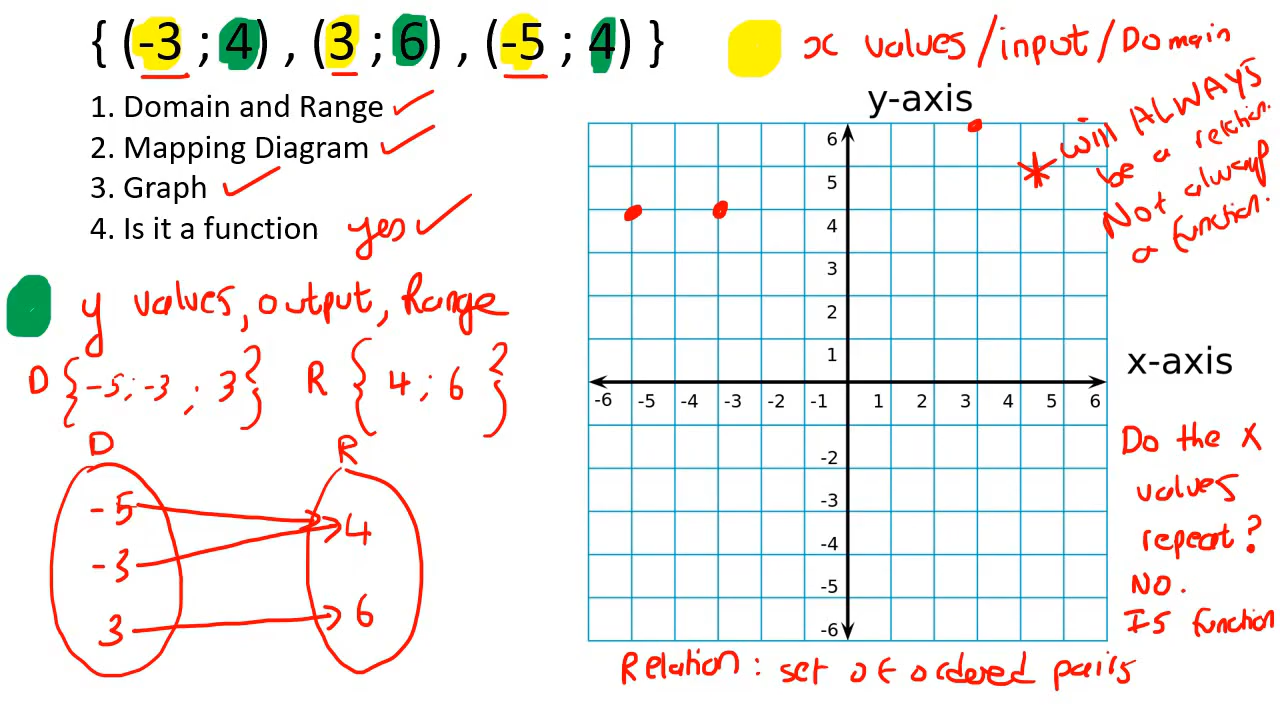 { (-3 ; 4) , (3 ; 6) , (-5 ; 4) }
x values/input/Domain
1. Domain and Range
2. Mapping Diagram
3. Graph
4. Is it a function yes
y values, output, Range
D {-5; -3 ; 3} R { 4 ; 6 }
D R
-5
-3
3
4
6
y-axis
6
5
4
3
2
1
-6 -5 -4 -3 -2 -1 1 2 3 4 5 6
-2
-3
-4
-5
-6
x-axis
* will ALWAYS
be a relation.
Not always
a function.
Do the X
values
repeat?
NO.
IS function
Relation : set of ordered pairs